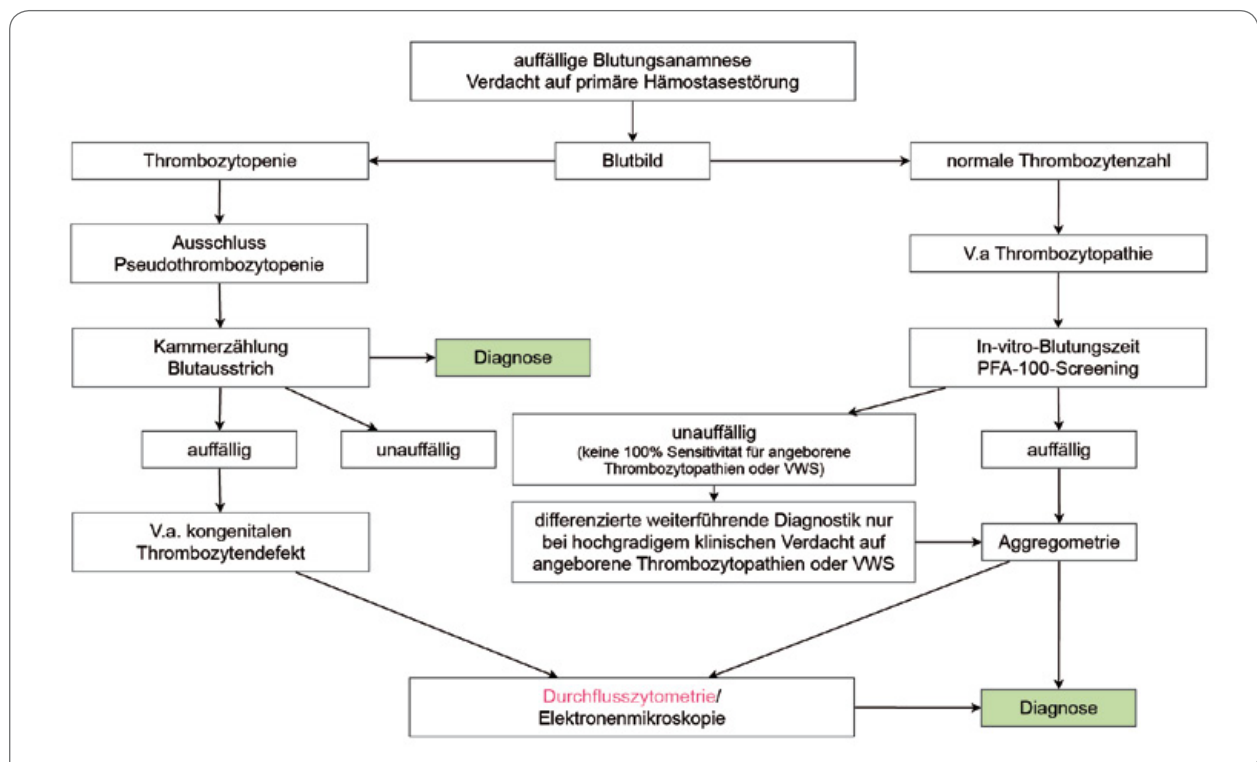 auffällige Blutungsanamnese
Verdacht auf primäre Hämostasestörung
Thrombozytopenie
Blutbild
normale Thrombozytenzahl
Ausschluss
Pseudothrombozytopenie
V.a Thrombozytopathie
Kammerzählung
Blutausstrich
Diagnose
In-vitro-Blutungszeit
PFA-100-Screening
auffällig
unauffällig
unauffällig
(keine 100% Sensitivität für angeborene
Thrombozytopathien oder VWS)
auffällig
V.a. kongenitalen
Thrombozytendefekt
differenzierte weiterführende Diagnostik nur
bei hochgradigem klinischen Verdacht auf
angeborene Thrombozytopathien oder VWS
Aggregometrie
Durchflusszytometrie/
Elektronenmikroskopie
Diagnose